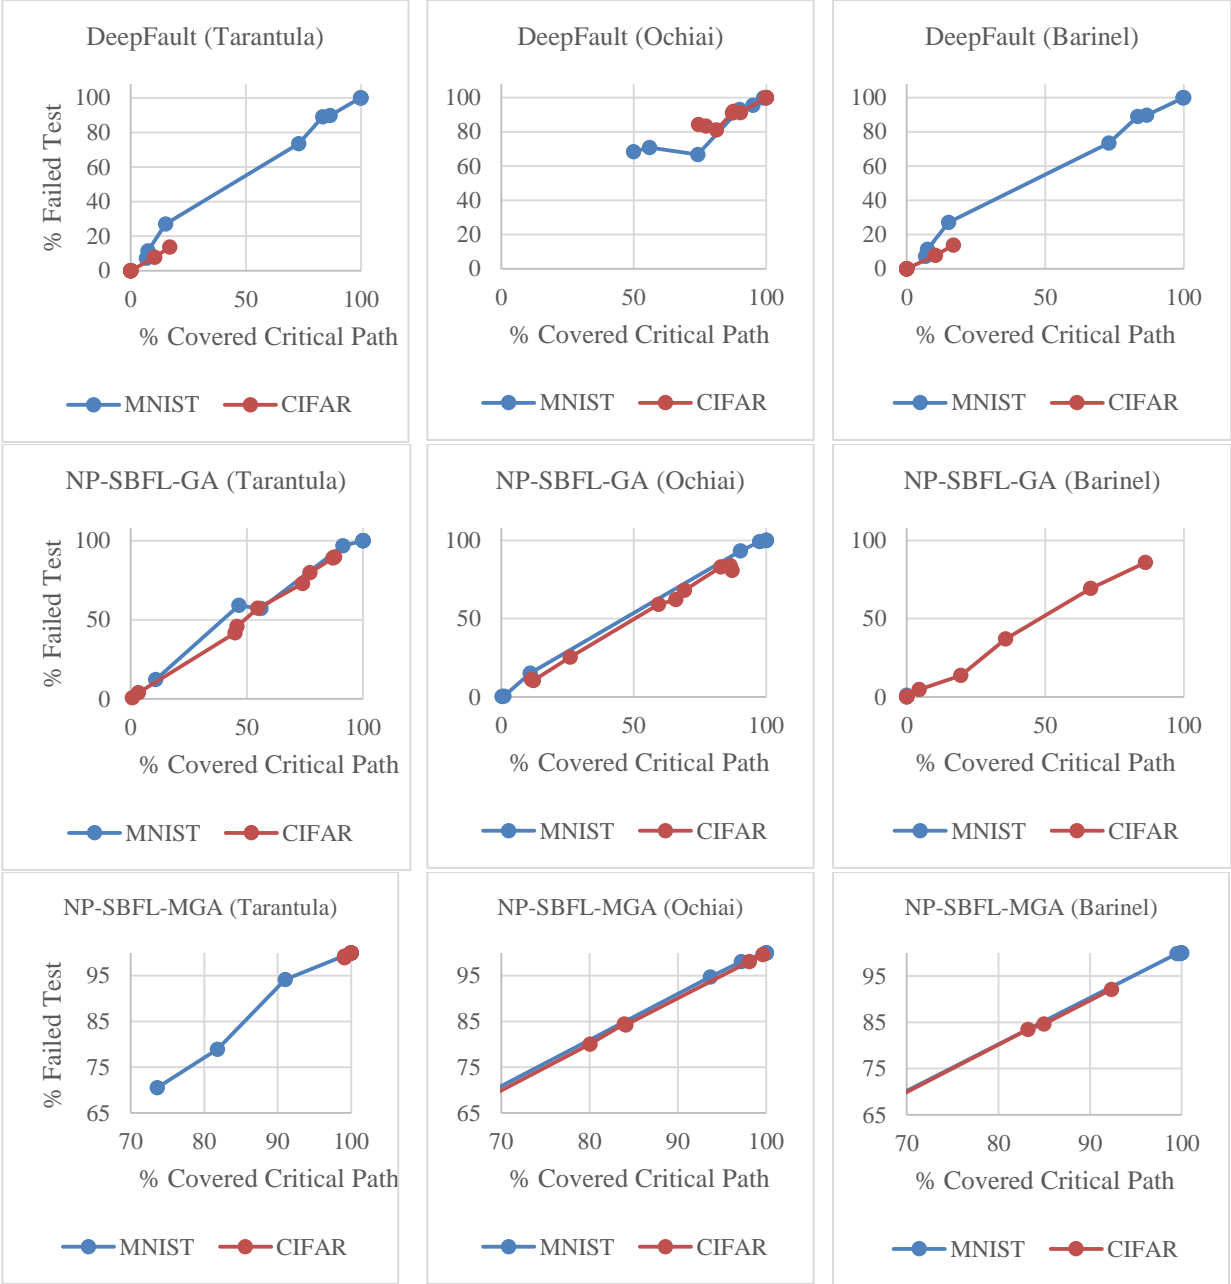 DeepFault (Tarantula)
% Failed Test
100
80
60
40
20
0
0 50 100
% Covered Critical Path
MNIST CIFAR
DeepFault (Ochiai)
100
80
60
40
20
0
0 50 100
% Covered Critical Path
MNIST CIFAR
DeepFault (Barinel)
100
80
60
40
20
0
0 50 100
% Covered Critical Path
MNIST CIFAR
NP-SBFL-GA (Tarantula)
% Failed Test
100
50
0
0 50 100
% Covered Critical Path
MNIST CIFAR
NP-SBFL-GA (Ochiai)
100
50
0
0 50 100
% Covered Critical Path
MNIST CIFAR
NP-SBFL-GA (Barinel)
100
50
0
0 50 100
% Covered Critical Path
MNIST CIFAR
NP-SBFL-MGA (Tarantula)
% Failed Test
95
85
75
65
70 80 90 100
% Covered Critical Path
MNIST CIFAR
NP-SBFL-MGA (Ochiai)
95
85
75
65
70 80 90 100
% Covered Critical Path
MNIST CIFAR
NP-SBFL-MGA (Barinel)
95
85
75
65
70 80 90 100
% Covered Critical Path
MNIST CIFAR